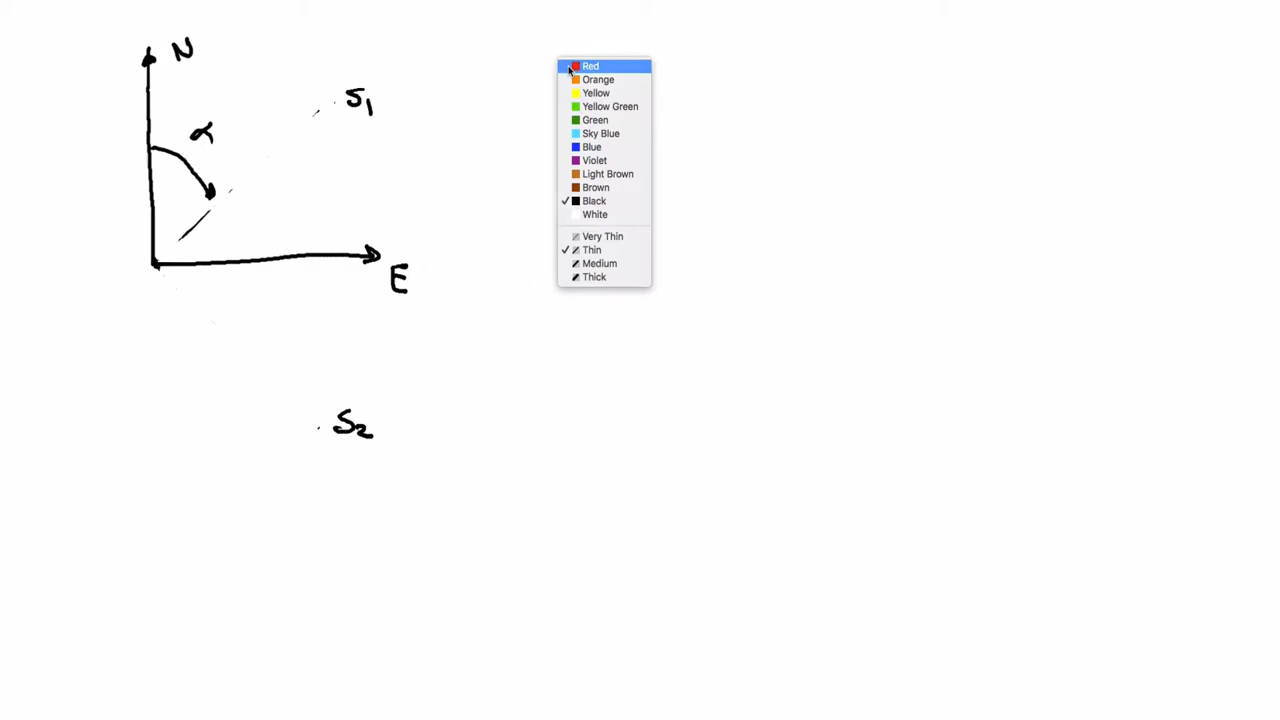 N
S1
α
E
S2
Red
Orange
Yellow
Yellow Green
Green
Sky Blue
Blue
Violet
Light Brown
Brown
✓ Black
White
Very Thin
✓ Thin
Medium
Thick